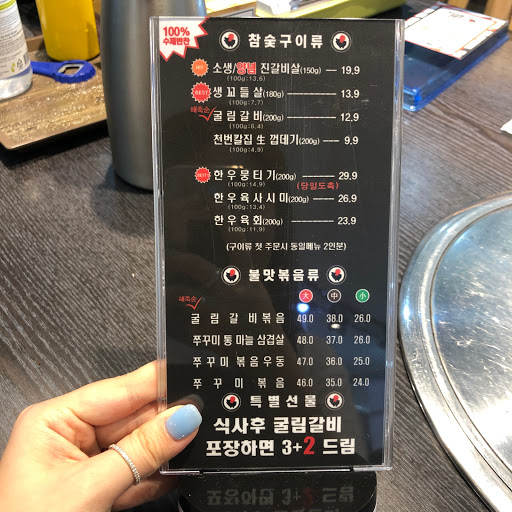 100%
수제반찬
참숯구이류
소생/양념 진갈비살(150g) 19.9
(100g:13.6)
BEST 생꼬들살(180g) 13.9
(100g:7.7)
해죽순 굴림갈비(200g) 12.9
(100g:6.4)
천번칼집 生 껍데기(200g) 9.9
(100g:4.9)
한우뭉티기(200g) 29.9
(100g:14.9) (당일도축)
한우육사시미(200g) 26.9
(100g:13.4)
한우육회(200g) 23.9
(100g:11.9)
(구이류 첫 주문시 동일메뉴 2인분)
불맛볶음류
해죽순 大 中 小
굴림갈비볶음 49.0 38.0 26.0
쭈꾸미 통마늘 삼겹살 48.0 37.0 26.0
쭈꾸미 볶음우동 47.0 36.0 25.0
쭈꾸미 볶음 46.0 35.0 24.0
특별선물
식사후 굴림갈비
포장하면 3+2 드림